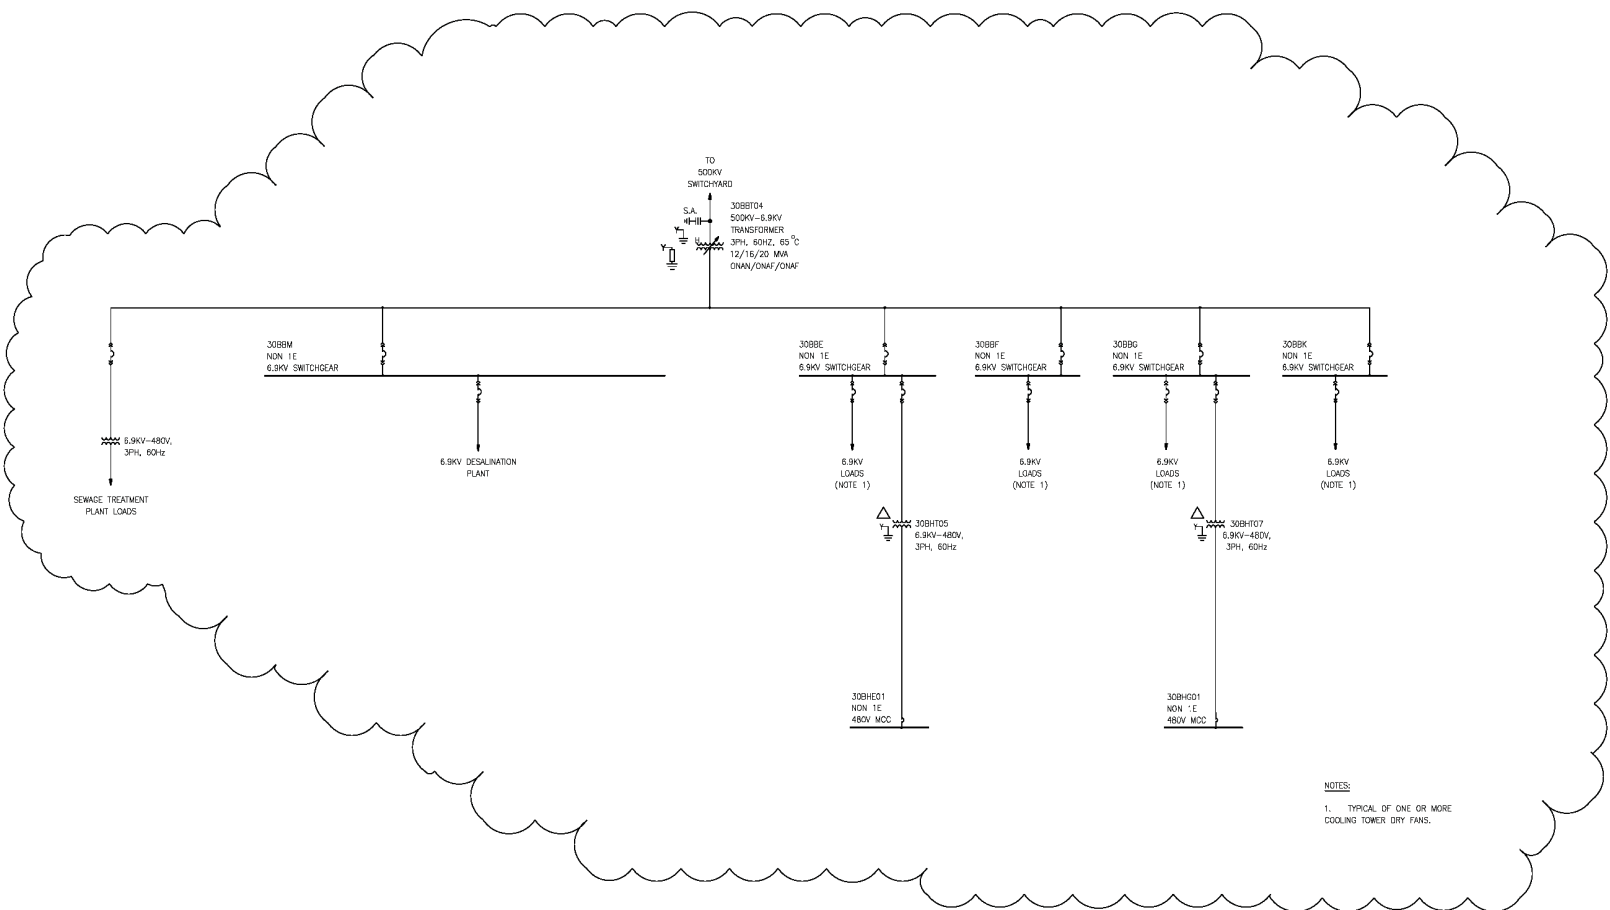 TO
500KV
SWITCHYARD
S.A.
30BBT04
500KV-6.9KV
TRANSFORMER
3PH, 60HZ, 65°C
12/16/20 MVA
ONAN/ONAF/ONAF
H
Y
Y
30BBM
NON 1E
6.9KV SWITCHGEAR
30BBE
NON 1E
6.9KV SWITCHGEAR
30BBF
NON 1E
6.9KV SWITCHGEAR
30BBG
NON 1E
6.9KV SWITCHGEAR
30BBK
NON 1E
6.9KV SWITCHGEAR
6.9KV-480V,
3PH, 60Hz
SEWAGE TREATMENT
PLANT LOADS
6.9KV DESALINATION
PLANT
6.9KV
LOADS
(NOTE 1)
6.9KV
LOADS
(NOTE 1)
6.9KV
LOADS
(NOTE 1)
6.9KV
LOADS
(NOTE 1)
Y
30BHT05
6.9KV-480V,
3PH, 60Hz
Y
30BHT07
6.9KV-480V,
3PH, 60Hz
30BHE01
NON 1E
480V MCC
30BHG01
NON 1E
480V MCC
NOTES:
1. TYPICAL OF ONE OR MORE
COOLING TOWER DRY FANS.